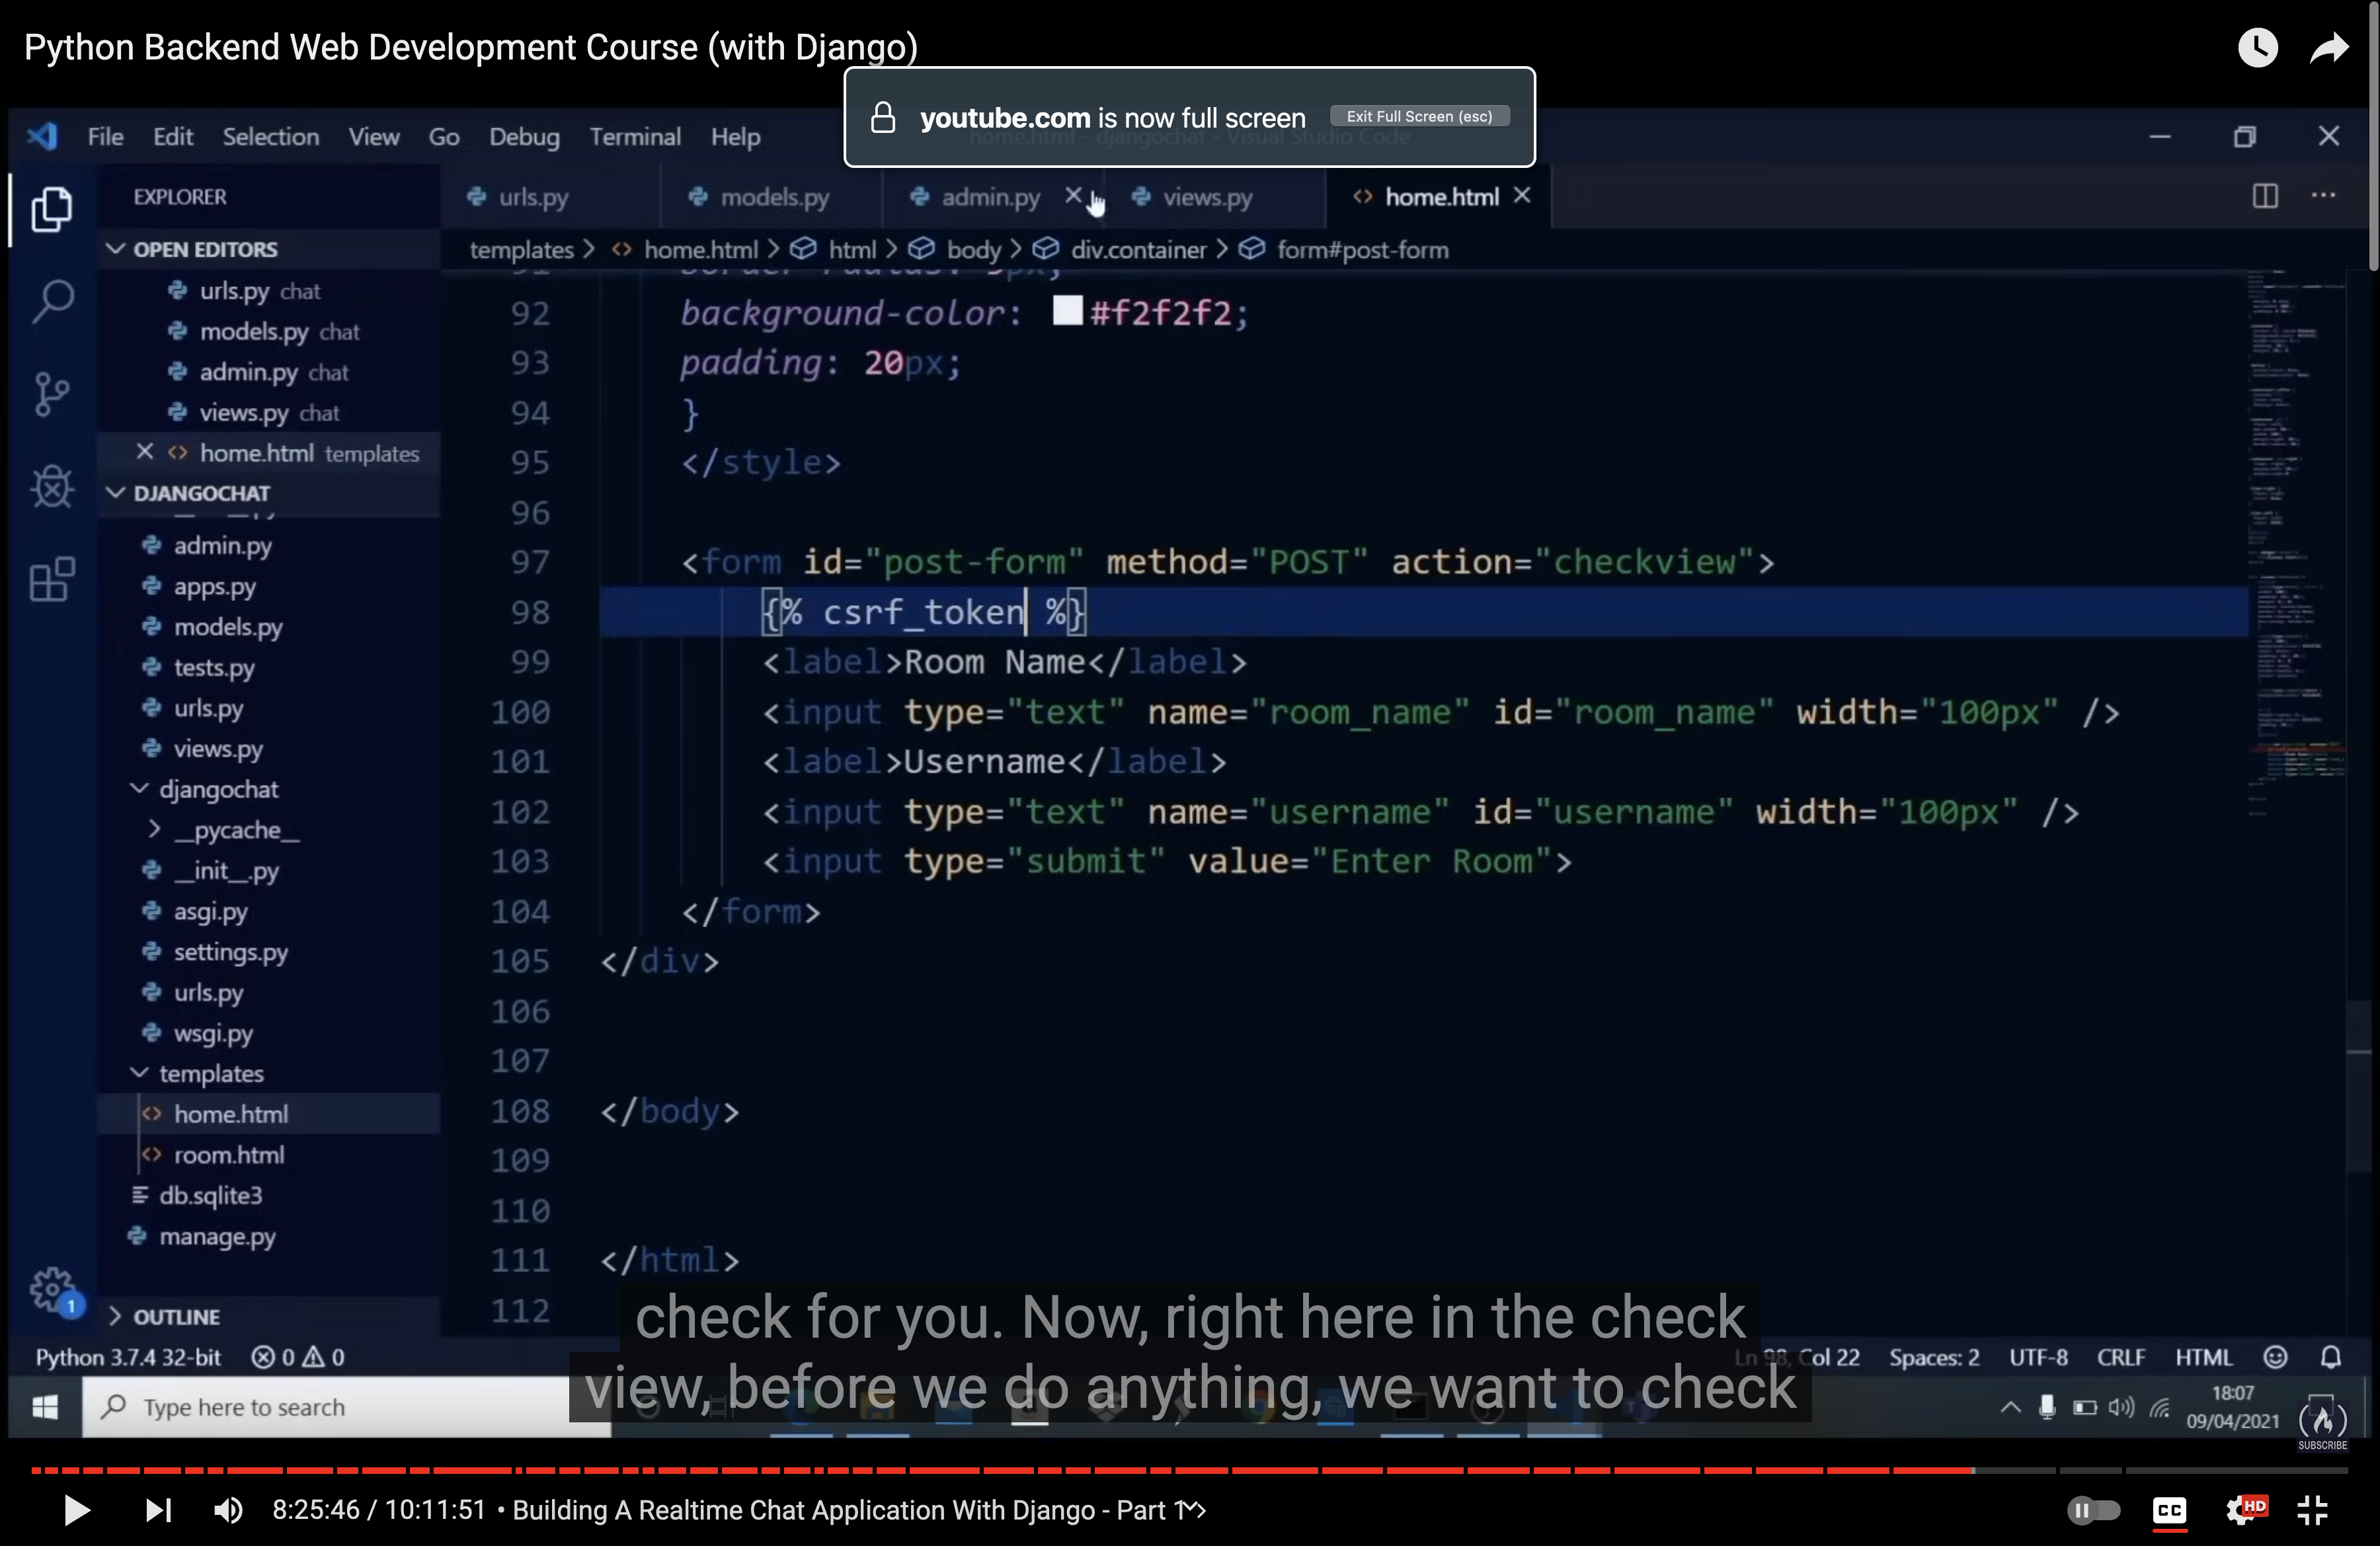 Python Backend Web Development Course (with Django)
youtube.com is now full screen Exit Full Screen (esc)
File Edit Selection View Go Debug Terminal Help
home.html - djangochat - Visual Studio Code
EXPLORER
urls.py models.py admin.py views.py home.html
OPEN EDITORS
templates > home.html > html > body > div.container > form#post-form
urls.py chat
models.py chat
admin.py chat
views.py chat
home.html templates
DJANGOCHAT
admin.py
apps.py
models.py
tests.py
urls.py
views.py
djangochat
__pycache__
__init__.py
asgi.py
settings.py
urls.py
wsgi.py
templates
home.html
room.html
db.sqlite3
manage.py
OUTLINE
92 background-color: #f2f2f2;
93 padding: 20px;
94 }
95 </style>
96
97 <form id="post-form" method="POST" action="checkview">
98 {% csrf_token %}
99 <label>Room Name</label>
100 <input type="text" name="room_name" id="room_name" width="100px" />
101 <label>Username</label>
102 <input type="text" name="username" id="username" width="100px" />
103 <input type="submit" value="Enter Room">
104 </form>
105 </div>
106
107
108 </body>
109
110
111 </html>
112
check for you. Now, right here in the check
view, before we do anything, we want to check
1
Python 3.7.4 32-bit 0 0 Ln 98, Col 22 Spaces: 2 UTF-8 CRLF HTML
Type here to search
18:07
09/04/2021
SUBSCRIBE
8:25:46 / 10:11:51 • Building A Realtime Chat Application With Django - Part 1 CC HD